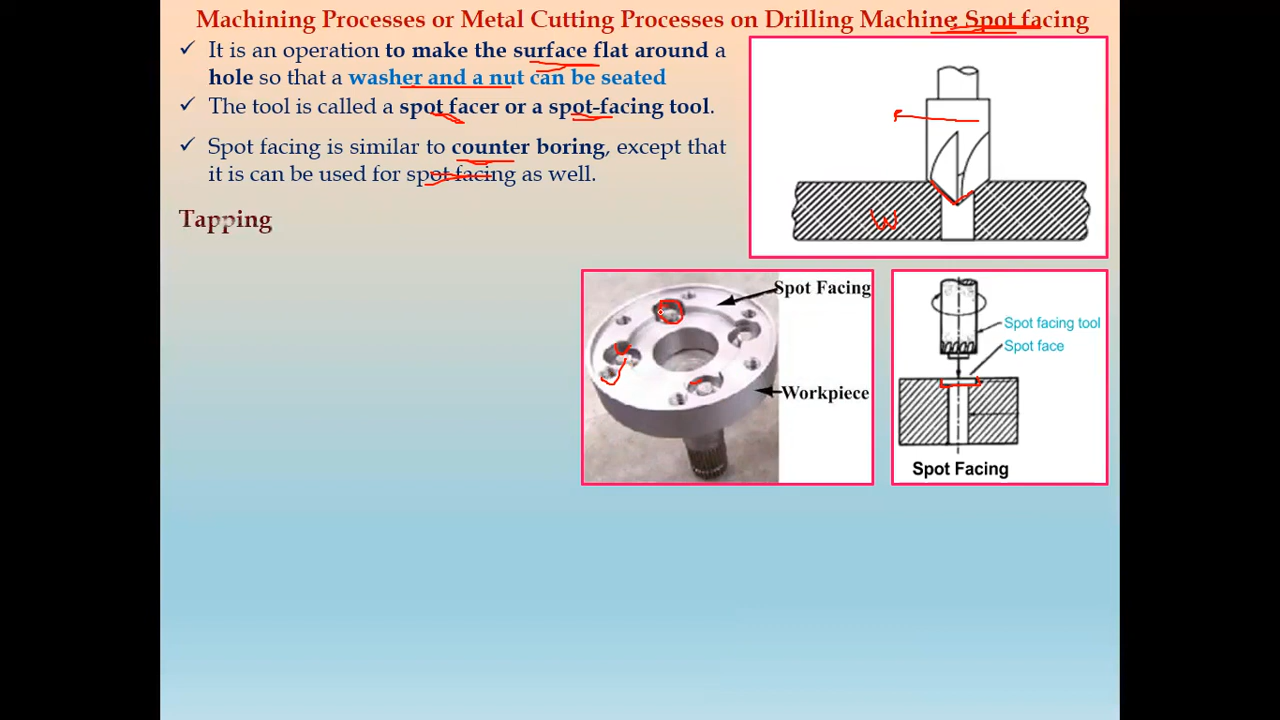 Machining Processes or Metal Cutting Processes on Drilling Machine: Spot facing
✓ It is an operation to make the surface flat around a
hole so that a washer and a nut can be seated
✓ The tool is called a spot facer or a spot-facing tool.
✓ Spot facing is similar to counter boring, except that
it is can be used for spot facing as well.
Tapping
W
Spot Facing
Workpiece
Spot facing tool
Spot face
Spot Facing